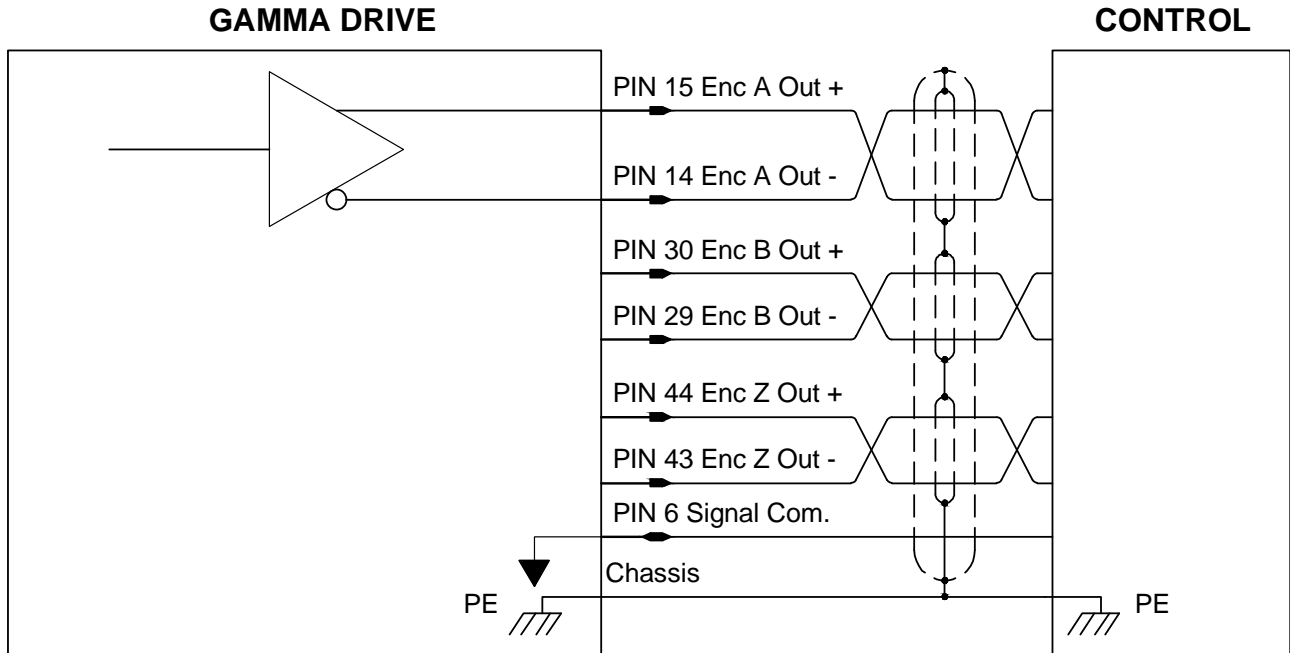 GAMMA DRIVE
CONTROL
PIN 15 Enc A Out +
PIN 14 Enc A Out -
PIN 30 Enc B Out +
PIN 29 Enc B Out -
PIN 44 Enc Z Out +
PIN 43 Enc Z Out -
PIN 6 Signal Com.
Chassis
PE
PE